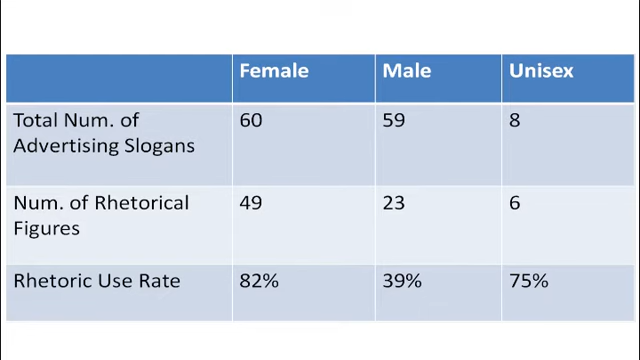 Female Male Unisex
Total Num. of Advertising Slogans 60 59 8
Num. of Rhetorical Figures 49 23 6
Rhetoric Use Rate 82% 39% 75%